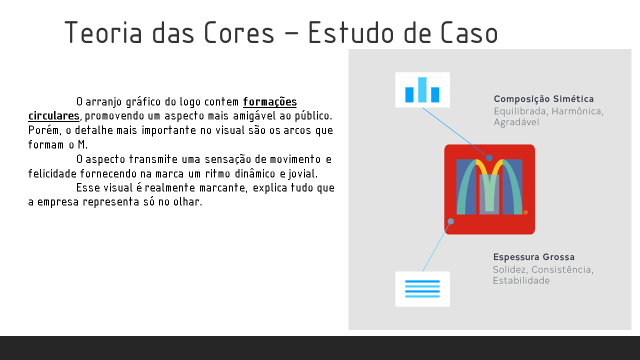 Teoria das Cores – Estudo de Caso
O arranjo gráfico do logo contem formações
circulares, promovendo um aspecto mais amigável ao público.
Porém, o detalhe mais importante no visual são os arcos que
formam o M.
O aspecto transmite uma sensação de movimento e
felicidade fornecendo na marca um ritmo dinâmico e jovial.
Esse visual é realmente marcante, explica tudo que
a empresa representa só no olhar.
Composição Simética
Equilibrada, Harmônica,
Agradável
Espessura Grossa
Solidez, Consistência,
Estabilidade